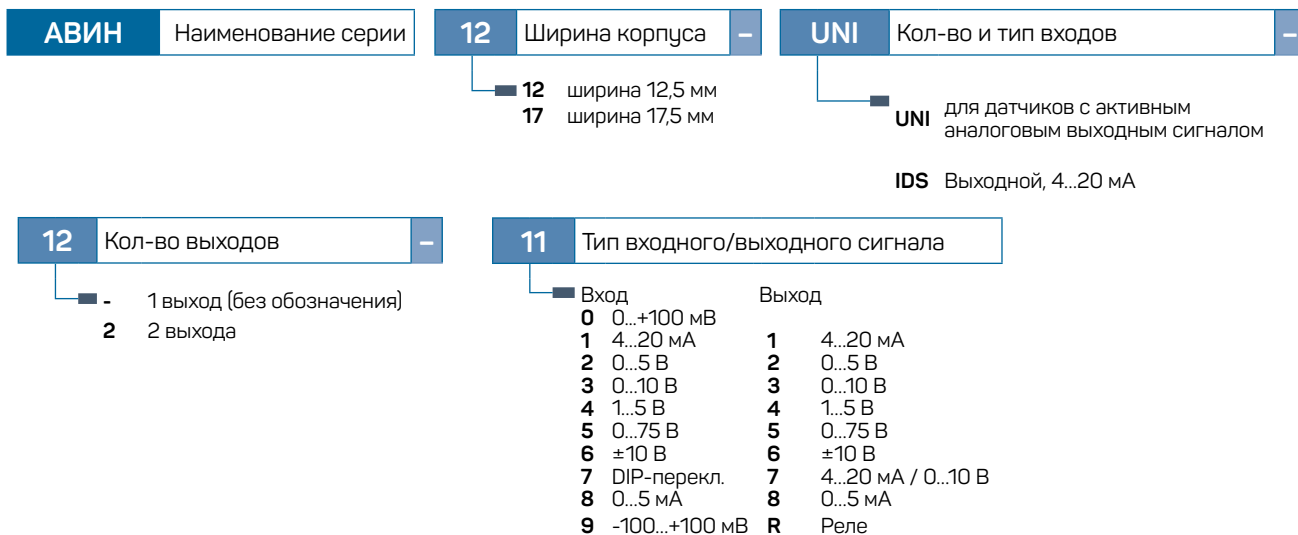 АВИН Наименование серии 12 Ширина корпуса – UNI Кол-во и тип входов –
12 ширина 12,5 мм
17 ширина 17,5 мм
UNI для датчиков с активным
аналоговым выходным сигналом
IDS Выходной, 4...20 мА
12 Кол-во выходов – 11 Тип входного/выходного сигнала
- 1 выход (без обозначения)
2 2 выхода
Вход Выход
0 0...+100 мВ
1 4...20 мА 1 4...20 мА
2 0...5 В 2 0...5 В
3 0...10 В 3 0...10 В
4 1...5 В 4 1...5 В
5 0...75 В 5 0...75 В
6 ±10 В 6 ±10 В
7 DIP-перекл. 7 4...20 мА / 0...10 В
8 0...5 мА 8 0...5 мА
9 -100...+100 мВ R Реле